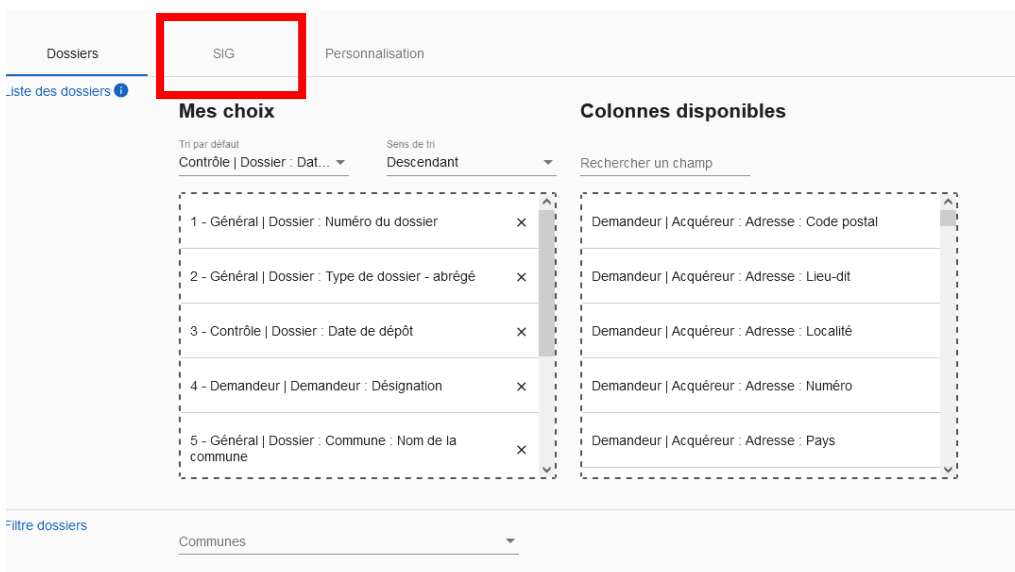 Dossiers
SIG
Personnalisation
Liste des dossiers
Mes choix
Colonnes disponibles
Tri par défaut
Sens de tri
Contrôle | Dossier : Dat...
Descendant
Rechercher un champ
1 - Général | Dossier : Numéro du dossier
Demandeur | Acquéreur : Adresse : Code postal
2 - Général | Dossier : Type de dossier - abrégé
Demandeur | Acquéreur : Adresse : Lieu-dit
3 - Contrôle | Dossier : Date de dépôt
Demandeur | Acquéreur : Adresse : Localité
4 - Demandeur | Demandeur : Désignation
Demandeur | Acquéreur : Adresse : Numéro
5 - Général | Dossier : Commune : Nom de la
commune
Demandeur | Acquéreur : Adresse : Pays
Filtre dossiers
Communes